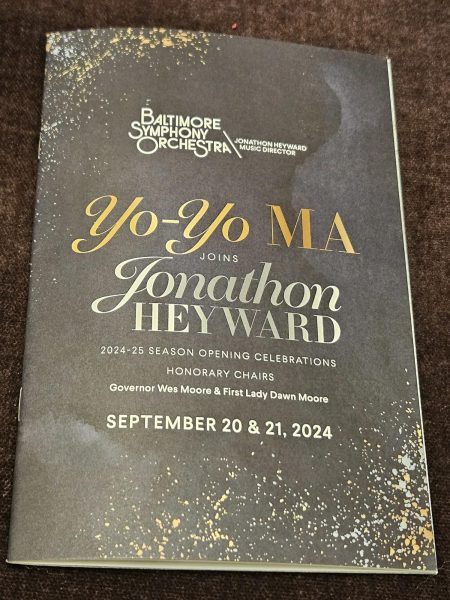 BALTIMORE
SYMPHONY
ORCHESTRA
JONATHON HEYWARD
MUSIC DIRECTOR
Yo-Yo MA
JOINS
Jonathon
HEYWARD
2024-25 SEASON OPENING CELEBRATIONS
HONORARY CHAIRS
Governor Wes Moore & First Lady Dawn Moore
SEPTEMBER 20 & 21, 2024